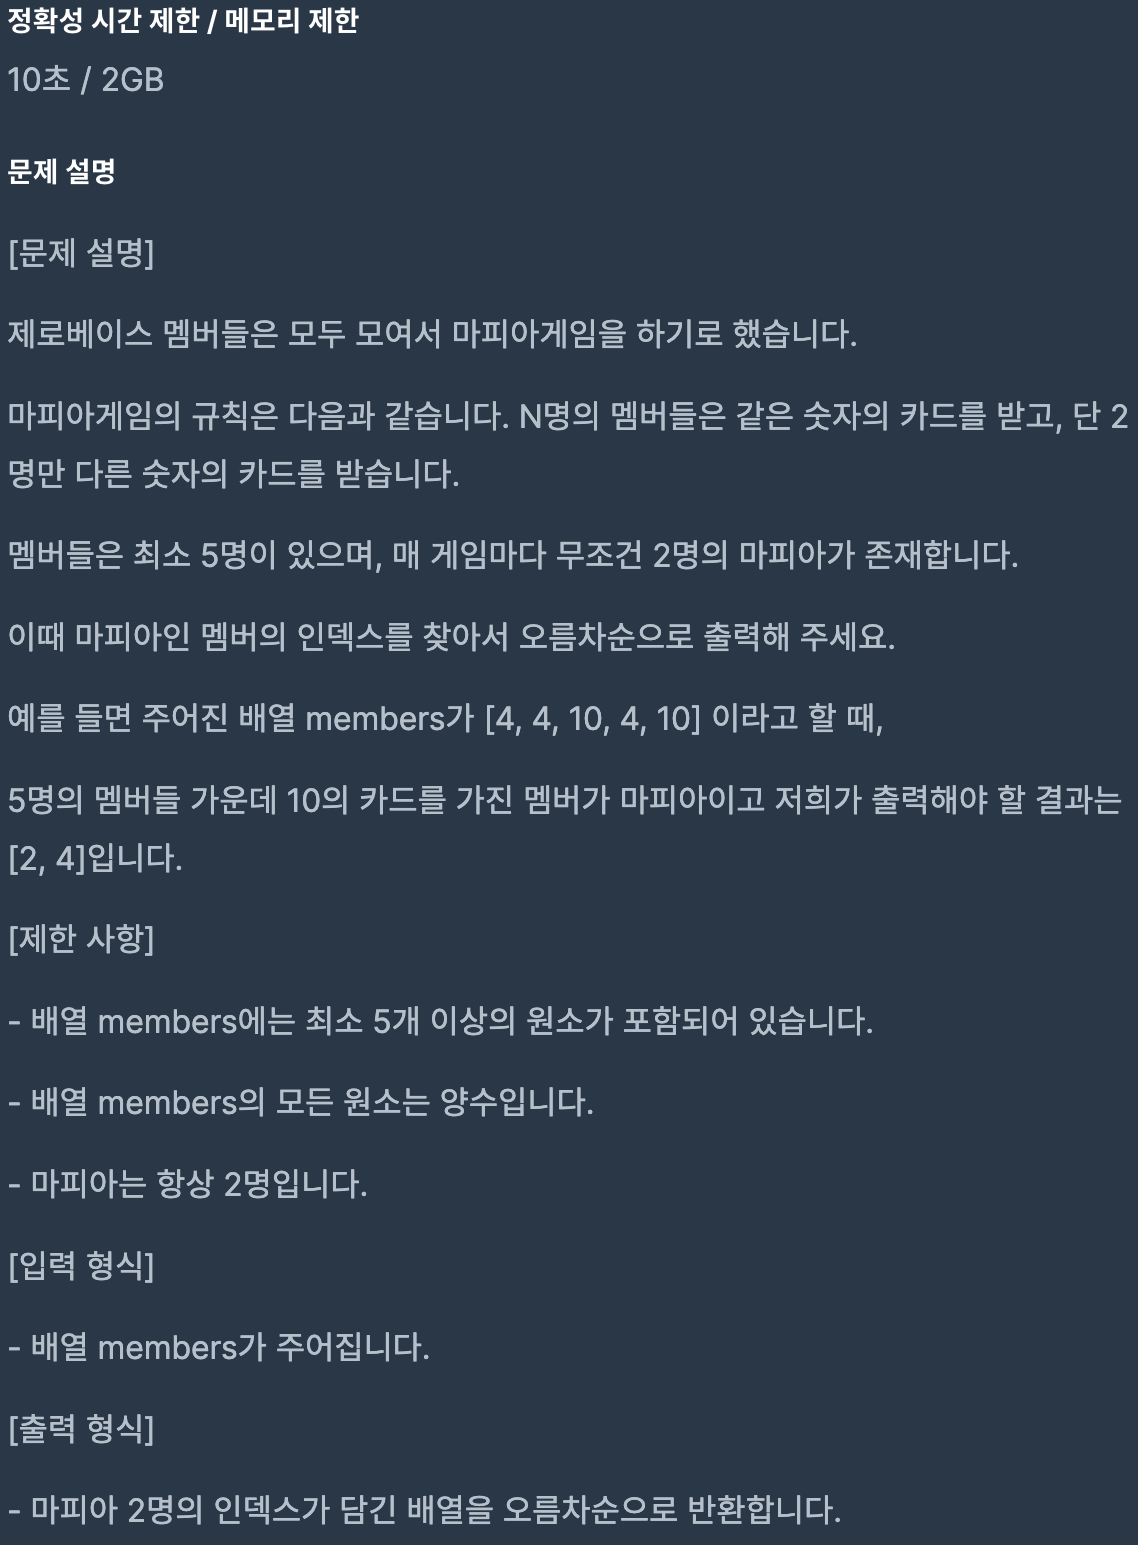 정확성 시간 제한 / 메모리 제한
10초 / 2GB
문제 설명
[문제 설명]
제로베이스 멤버들은 모두 모여서 마피아게임을 하기로 했습니다.
마피아게임의 규칙은 다음과 같습니다. N명의 멤버들은 같은 숫자의 카드를 받고, 단 2
명만 다른 숫자의 카드를 받습니다.
멤버들은 최소 5명이 있으며, 매 게임마다 무조건 2명의 마피아가 존재합니다.
이때 마피아인 멤버의 인덱스를 찾아서 오름차순으로 출력해 주세요.
예를 들면 주어진 배열 members가 [4, 4, 10, 4, 10] 이라고 할 때,
5명의 멤버들 가운데 10의 카드를 가진 멤버가 마피아이고 저희가 출력해야 할 결과는
[2, 4]입니다.
[제한 사항]
- 배열 members에는 최소 5개 이상의 원소가 포함되어 있습니다.
- 배열 members의 모든 원소는 양수입니다.
- 마피아는 항상 2명입니다.
[입력 형식]
- 배열 members가 주어집니다.
[출력 형식]
- 마피아 2명의 인덱스가 담긴 배열을 오름차순으로 반환합니다.